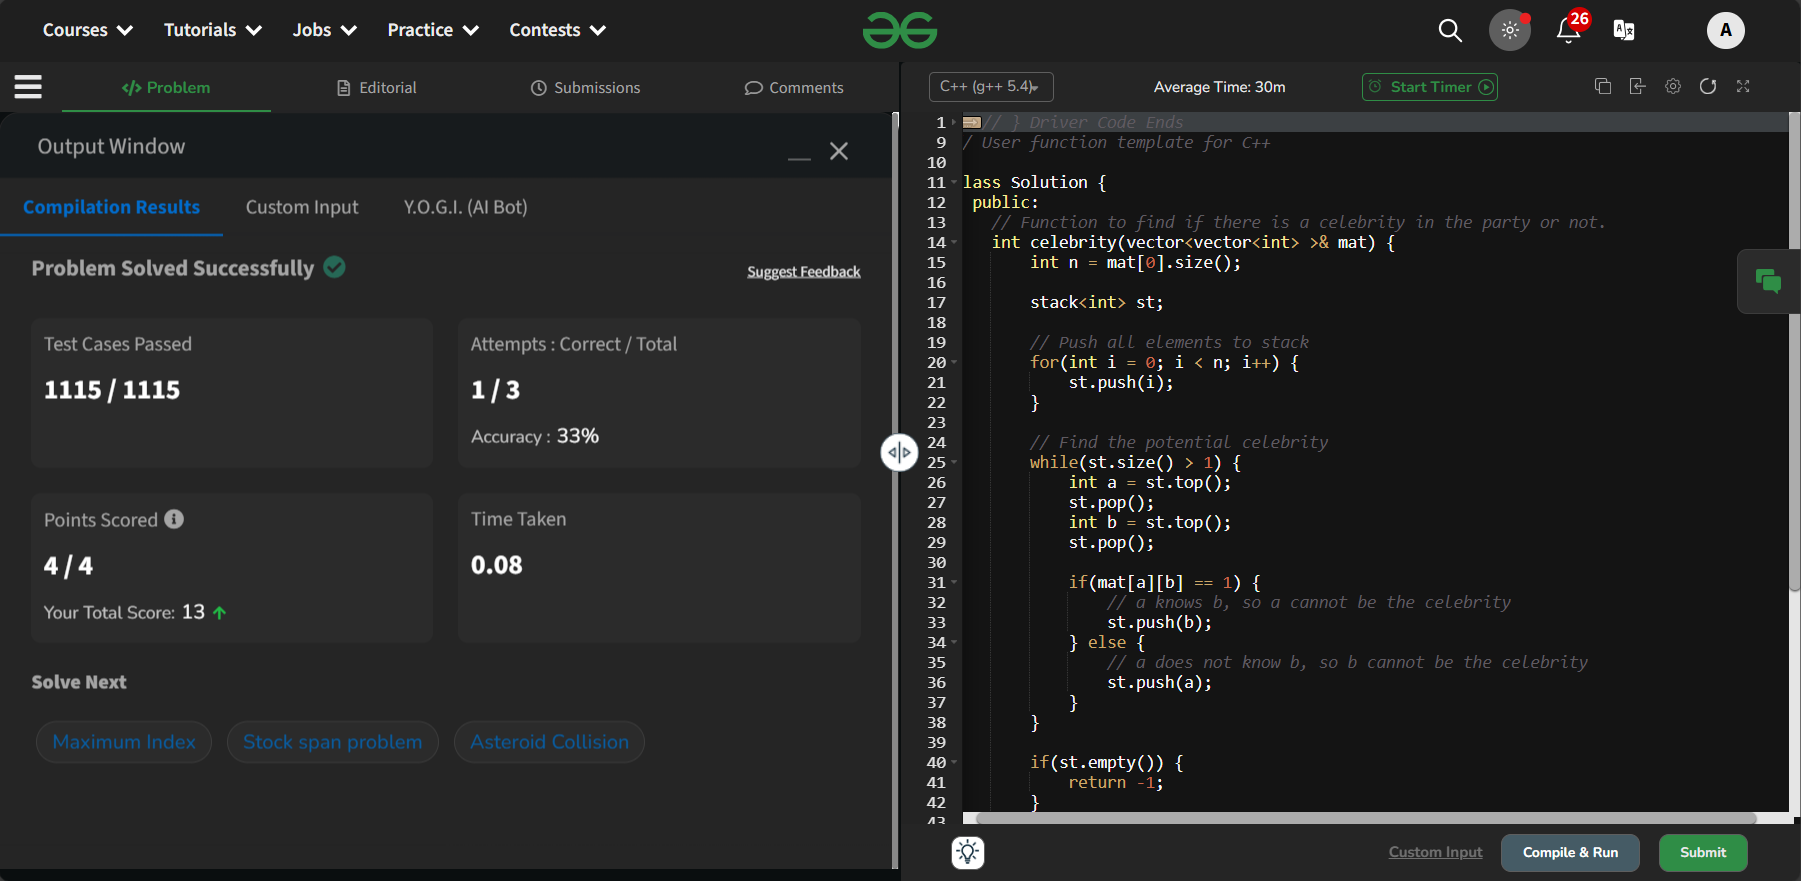 Courses Tutorials Jobs Practice Contests 26 A
</> Problem Editorial Submissions Comments
Output Window
Compilation Results Custom Input Y.O.G.I. (AI Bot)
Problem Solved Successfully
Suggest Feedback
Test Cases Passed
1115 / 1115
Attempts : Correct / Total
1 / 3
Accuracy : 33%
Points Scored
4 / 4
Your Total Score: 13
Time Taken
0.08
Solve Next
Maximum Index Stock span problem Asteroid Collision
C++ (g++ 5.4) Average Time: 30m Start Timer
1 // } Driver Code Ends
9 / User function template for C++
10
11 lass Solution {
12 public:
13 // Function to find if there is a celebrity in the party or not.
14 int celebrity(vector<vector<int> >& mat) {
15 int n = mat[0].size();
16
17 stack<int> st;
18
19 // Push all elements to stack
20 for(int i = 0; i < n; i++) {
21 st.push(i);
22 }
23
24 // Find the potential celebrity
25 while(st.size() > 1) {
26 int a = st.top();
27 st.pop();
28 int b = st.top();
29 st.pop();
30
31 if(mat[a][b] == 1) {
32 // a knows b, so a cannot be the celebrity
33 st.push(b);
34 } else {
35 // a does not know b, so b cannot be the celebrity
36 st.push(a);
37 }
38 }
39
40 if(st.empty()) {
41 return -1;
42 }
43
Custom Input Compile & Run Submit